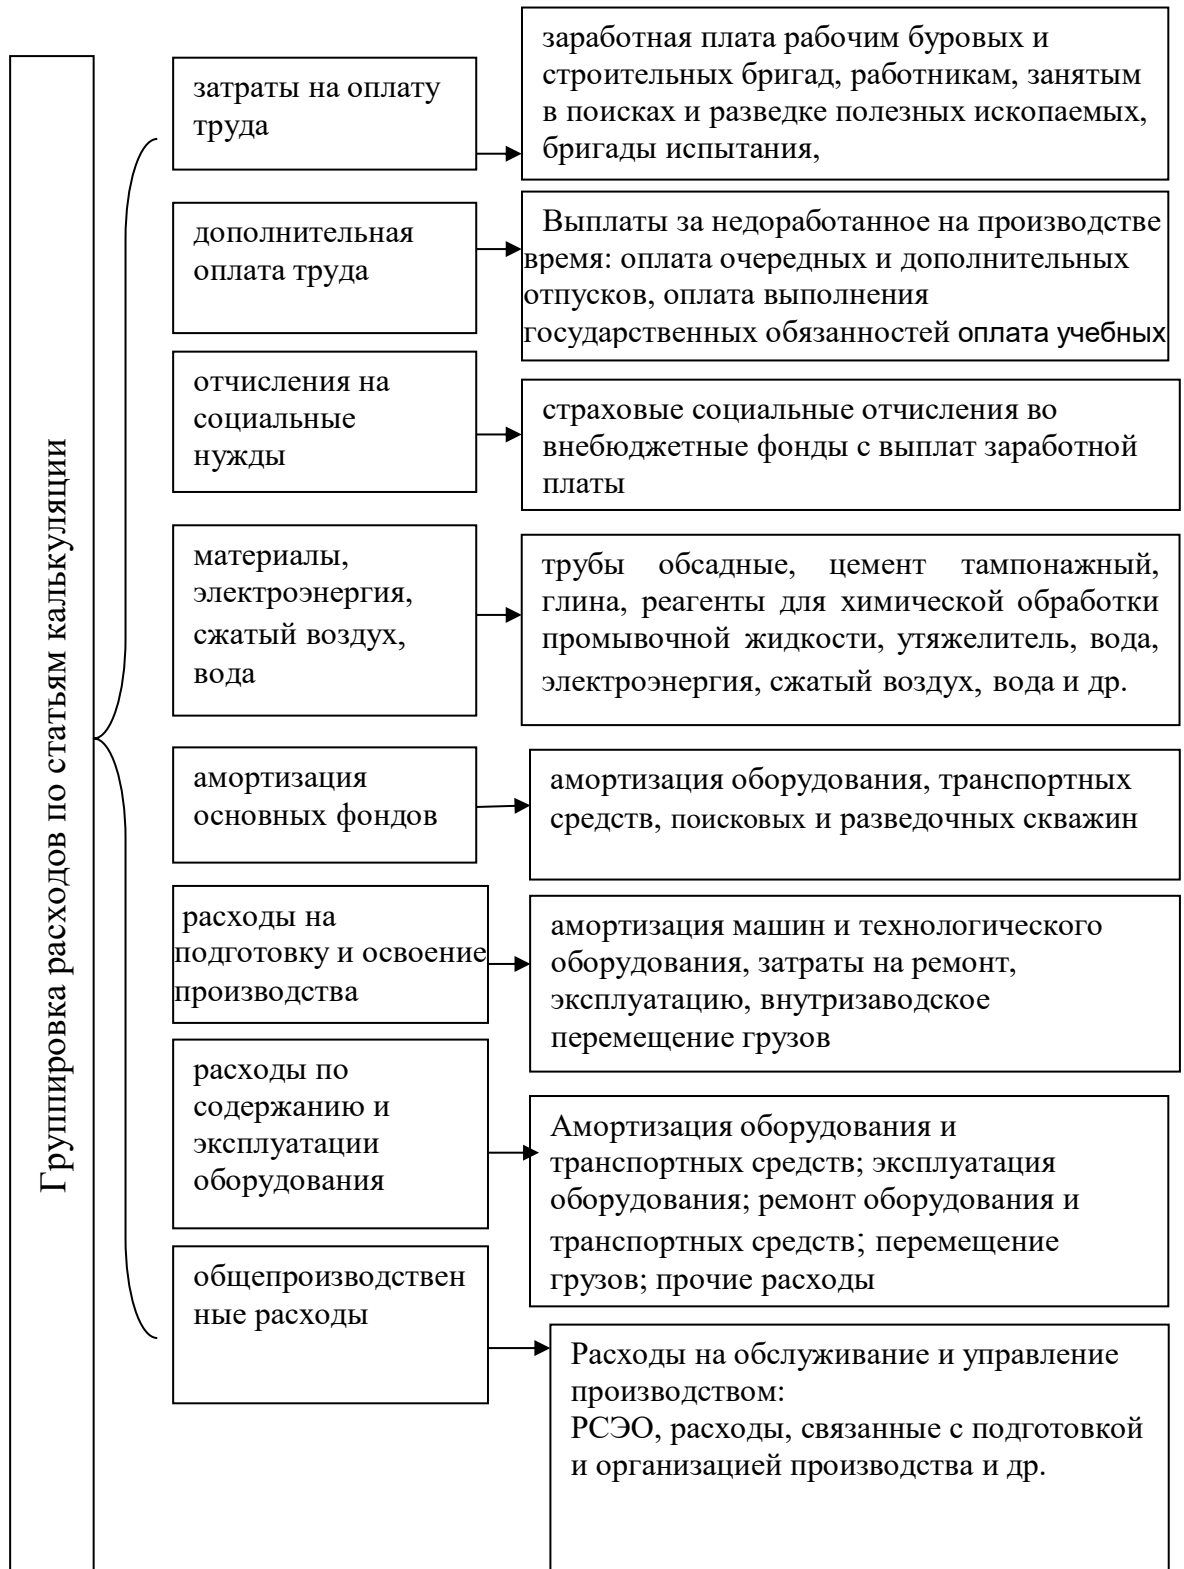 Группировка расходов по статьям калькуляции
затраты на оплату
труда
заработная плата рабочим буровых и
строительных бригад, работникам, занятым
в поисках и разведке полезных ископаемых,
бригады испытания,
дополнительная
оплата труда
Выплаты за недоработанное на производстве
время: оплата очередных и дополнительных
отпусков, оплата выполнения
государственных обязанностей оплата учебных
отчисления на
социальные
нужды
страховые социальные отчисления во
внебюджетные фонды с выплат заработной
платы
материалы,
электроэнергия,
сжатый воздух,
вода
трубы обсадные, цемент тампонажный,
глина, реагенты для химической обработки
промывочной жидкости, утяжелитель, вода,
электроэнергия, сжатый воздух, вода и др.
амортизация
основных фондов
амортизация оборудования, транспортных
средств, поисковых и разведочных скважин
расходы на
подготовку и освоение
производства
амортизация машин и технологического
оборудования, затраты на ремонт,
эксплуатацию, внутризаводское
перемещение грузов
расходы по
содержанию и
эксплуатации
оборудования
Амортизация оборудования и
транспортных средств; эксплуатация
оборудования; ремонт оборудования и
транспортных средств; перемещение
грузов; прочие расходы
общепроизводствен
ные расходы
Расходы на обслуживание и управление
производством:
РСЭО, расходы, связанные с подготовкой
и организацией производства и др.